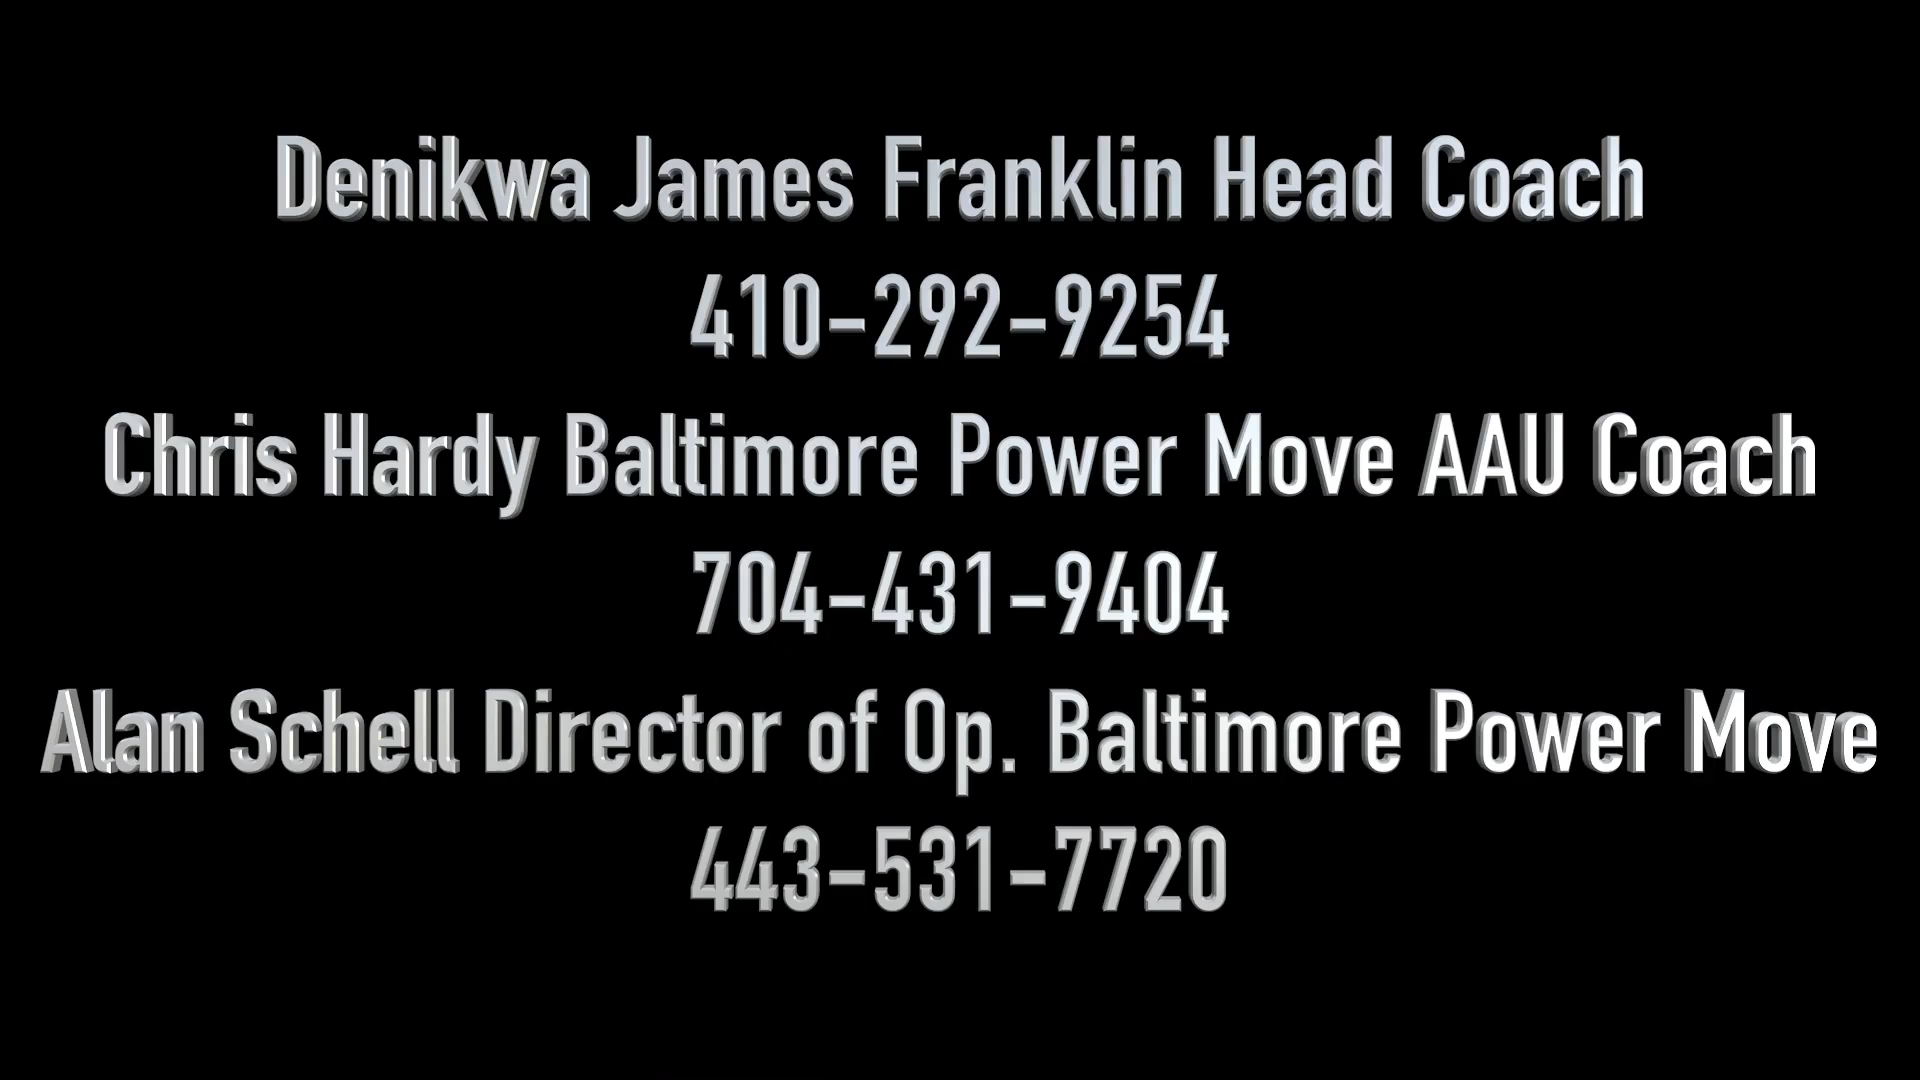 Denikwa James Franklin Head Coach
410-292-9254
Chris Hardy Baltimore Power Move AAU Coach
704-431-9404
Alan Schell Director of Op. Baltimore Power Move
443-531-7720